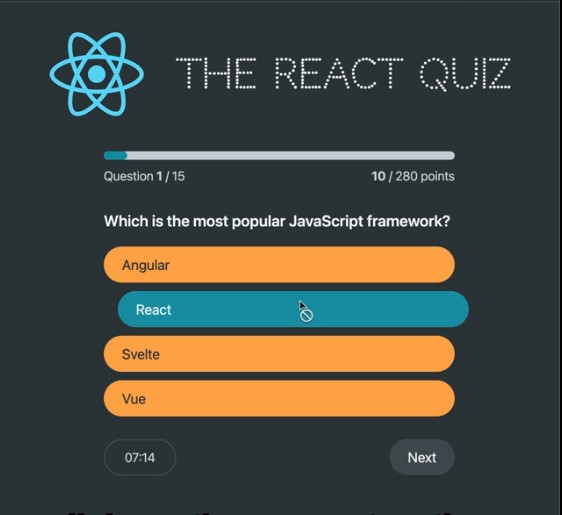 THE REACT QUIZ
Question 1 / 15
10 / 280 points
Which is the most popular JavaScript framework?
Angular
React
Svelte
Vue
07:14
Next